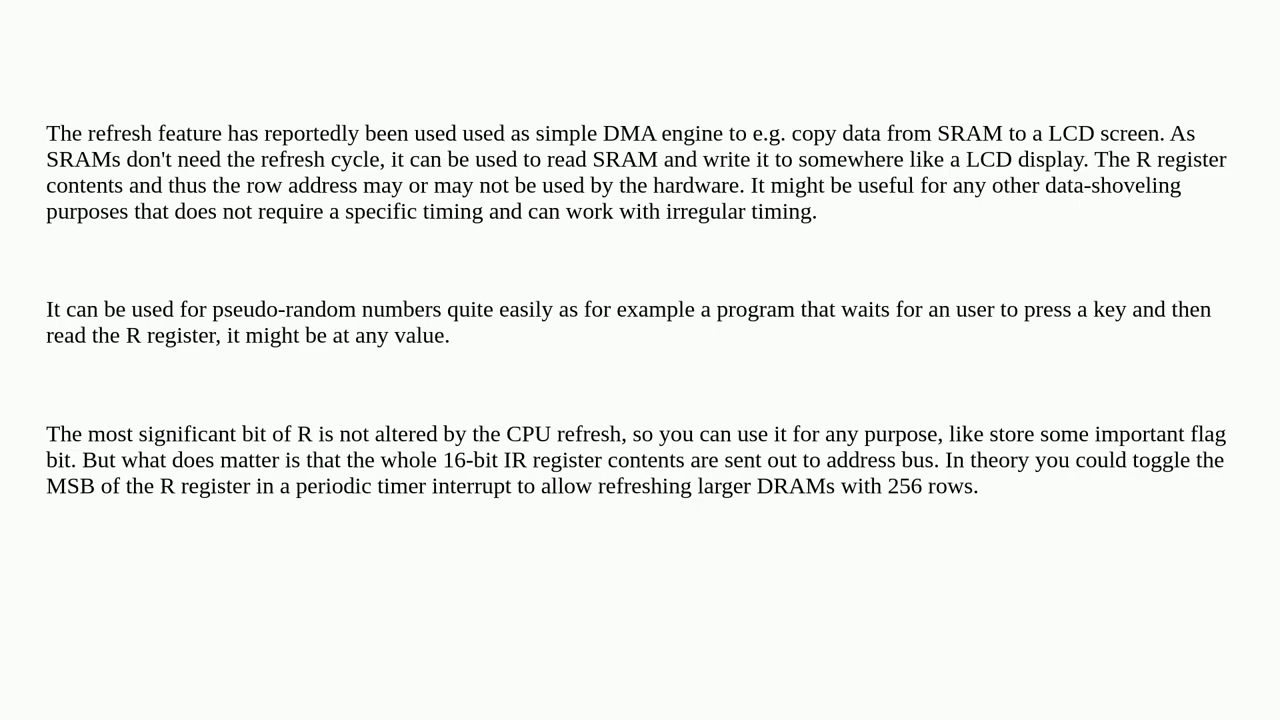 The refresh feature has reportedly been used used as simple DMA engine to e.g. copy data from SRAM to a LCD screen. As
SRAMs don't need the refresh cycle, it can be used to read SRAM and write it to somewhere like a LCD display. The R register
contents and thus the row address may or may not be used by the hardware. It might be useful for any other data-shoveling
purposes that does not require a specific timing and can work with irregular timing.
It can be used for pseudo-random numbers quite easily as for example a program that waits for an user to press a key and then
read the R register, it might be at any value.
The most significant bit of R is not altered by the CPU refresh, so you can use it for any purpose, like store some important flag
bit. But what does matter is that the whole 16-bit IR register contents are sent out to address bus. In theory you could toggle the
MSB of the R register in a periodic timer interrupt to allow refreshing larger DRAMs with 256 rows.